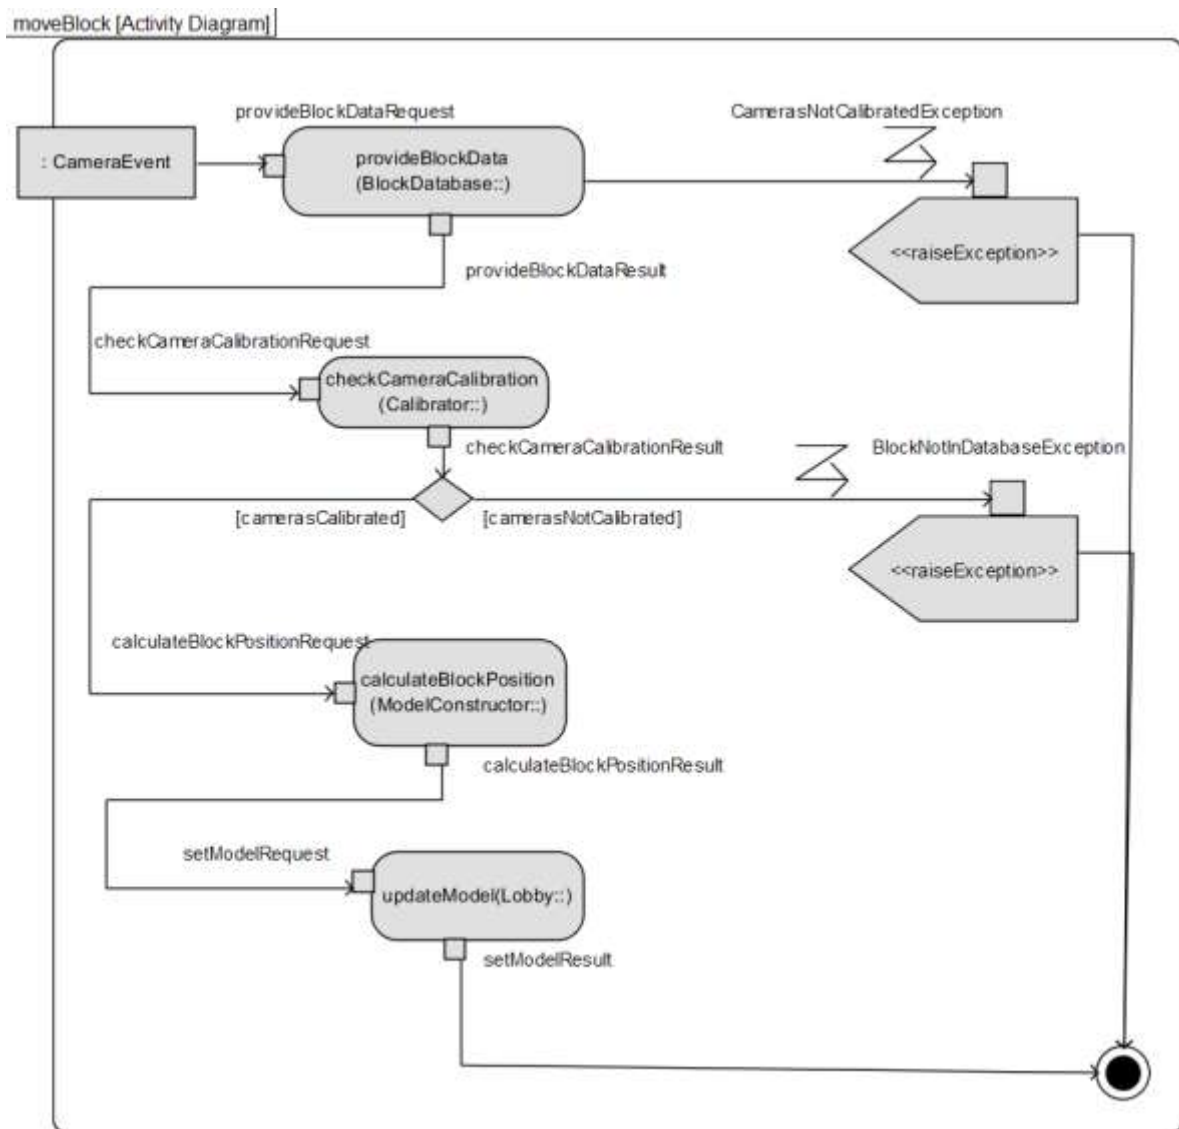 moveBlock [Activity Diagram]
provideBlockDataRequest
CamerasNotCalibratedException
: CameraEvent
provideBlockData
(BlockDatabase::)
<<raiseException>>
provideBlockDataResult
checkCameraCalibrationRequest
checkCameraCalibration
(Calibrator::)
checkCameraCalibrationResult
BlockNotInDatabaseException
[camerasCalibrated]
[camerasNotCalibrated]
<<raiseException>>
calculateBlockPositionRequest
calculateBlockPosition
(ModelConstructor::)
calculateBlockPositionResult
setModelRequest
updateModel(Lobby::)
setModelResult